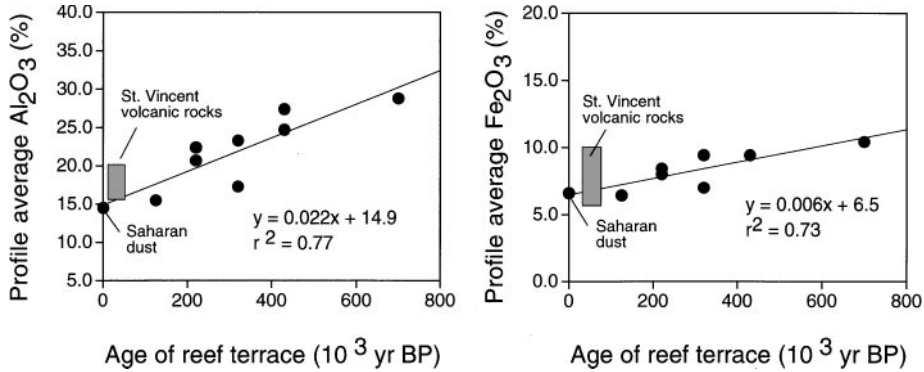 Profile average Al₂O₃ (%)
40.0
35.0
30.0
25.0
20.0
15.0
10.0
5.0
St. Vincent
volcanic rocks
Saharan
dust
y = 0.022x + 14.9
r² = 0.77
0 200 400 600 800
Age of reef terrace (10³ yr BP)
Profile average Fe₂O₃ (%)
20.0
15.0
10.0
5.0
0.0
St. Vincent
volcanic rocks
Saharan
dust
y = 0.006x + 6.5
r² = 0.73
0 200 400 600 800
Age of reef terrace (10³ yr BP)